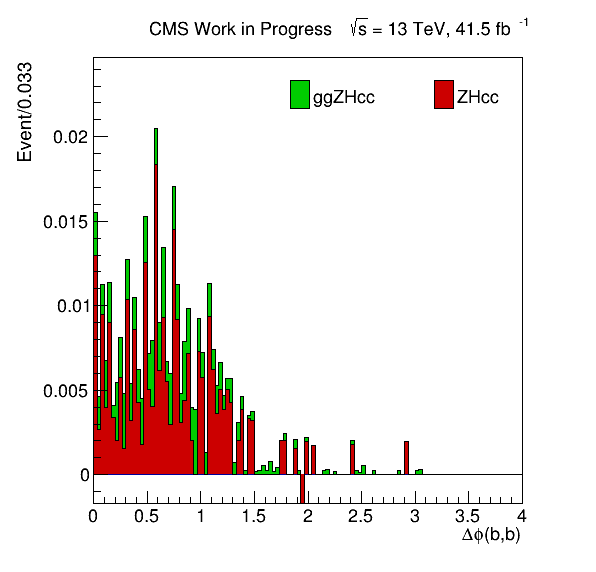 CMS Work in Progress √s = 13 TeV, 41.5 fb⁻¹
Event/0.033
ggZHcc ZHcc
0.02
0.015
0.01
0.005
0
0 0.5 1 1.5 2 2.5 3 3.5 4
Δϕ(b,b)